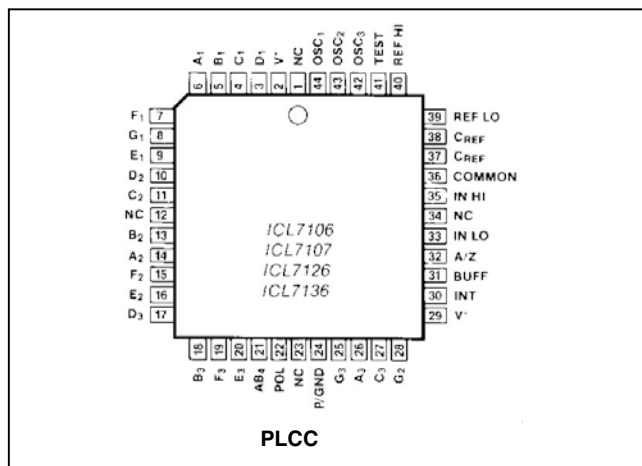 A₁ B₁ C₁ D₁ V⁺ NC OSC₁ OSC₂ OSC₃ TEST REF HI
6 5 4 3 2 1 44 43 42 41 40
F₁ 7
G₁ 8
E₁ 9
D₂ 10
C₂ 11
NC 12
B₂ 13
A₂ 14
F₂ 15
E₂ 16
D₃ 17
ICL7106
ICL7107
ICL7126
ICL7136
39 REF LO
38 CREF
37 CREF
36 COMMON
35 IN HI
34 NC
33 IN LO
32 A/Z
31 BUFF
30 INT
29 V⁻
18 19 20 21 22 23 24 25 26 27 28
B₃ F₃ E₃ AB₄ POL NC P/GND G₃ A₃ C₃ G₂
PLCC